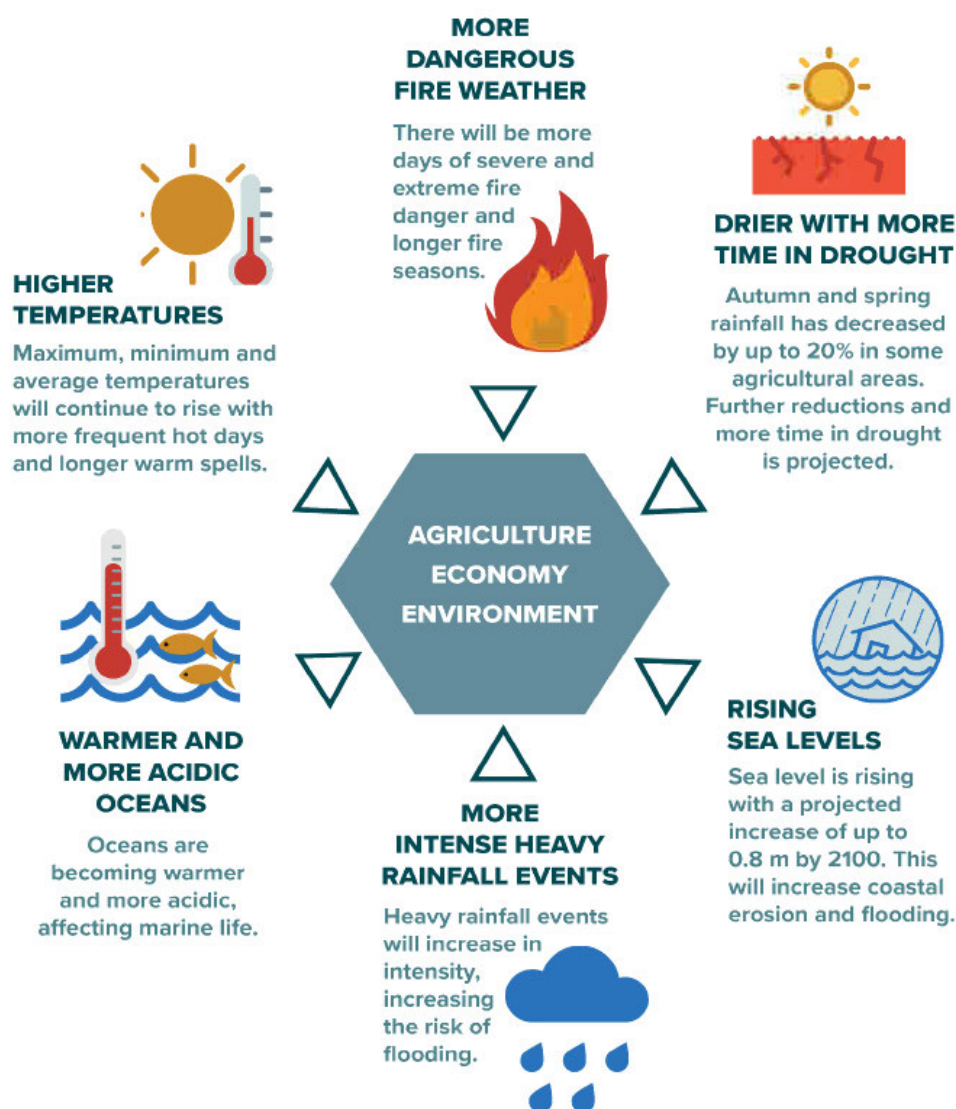 MORE
DANGEROUS
FIRE WEATHER
There will be more
days of severe and
extreme fire
danger and
longer fire
seasons.
HIGHER
TEMPERATURES
Maximum, minimum and
average temperatures
will continue to rise with
more frequent hot days
and longer warm spells.
DRIER WITH MORE
TIME IN DROUGHT
Autumn and spring
rainfall has decreased
by up to 20% in some
agricultural areas.
Further reductions and
more time in drought
is projected.
AGRICULTURE
ECONOMY
ENVIRONMENT
WARMER AND
MORE ACIDIC
OCEANS
Oceans are
becoming warmer
and more acidic,
affecting marine life.
MORE
INTENSE HEAVY
RAINFALL EVENTS
Heavy rainfall events
will increase in
intensity,
increasing
the risk of
flooding.
RISING
SEA LEVELS
Sea level is rising
with a projected
increase of up to
0.8 m by 2100. This
will increase coastal
erosion and flooding.